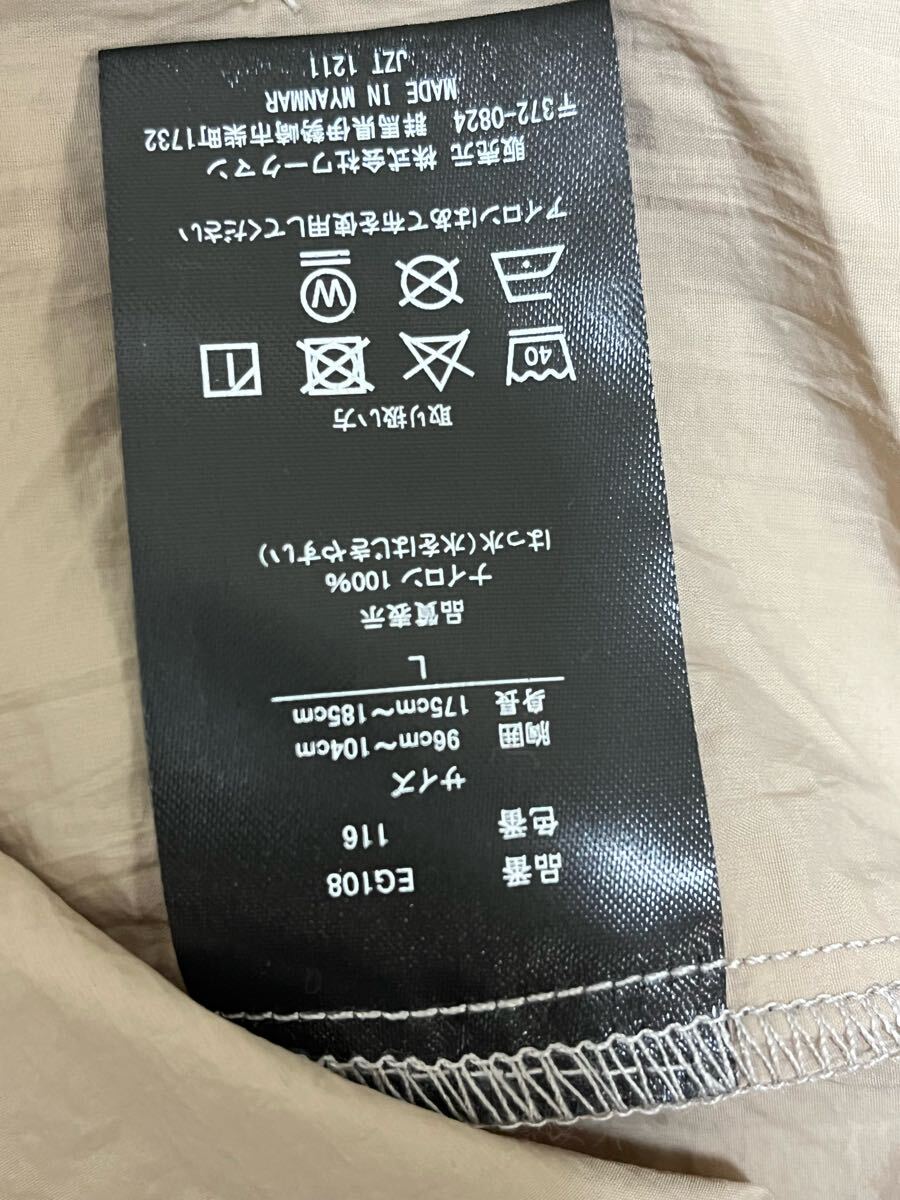 品番 EG108
色番 116
サイズ
胸囲 96cm～104cm
身長 175cm～185cm
L
品質表示
ナイロン 100%
はっ水(水をはじきやすい)
取り扱い方
40
W
アイロンはあて布を使用してください
販売元 株式会社ワークマン
〒372-0824 群馬県伊勢崎市柴町1732
MADE IN MYANMAR
JZT 1211